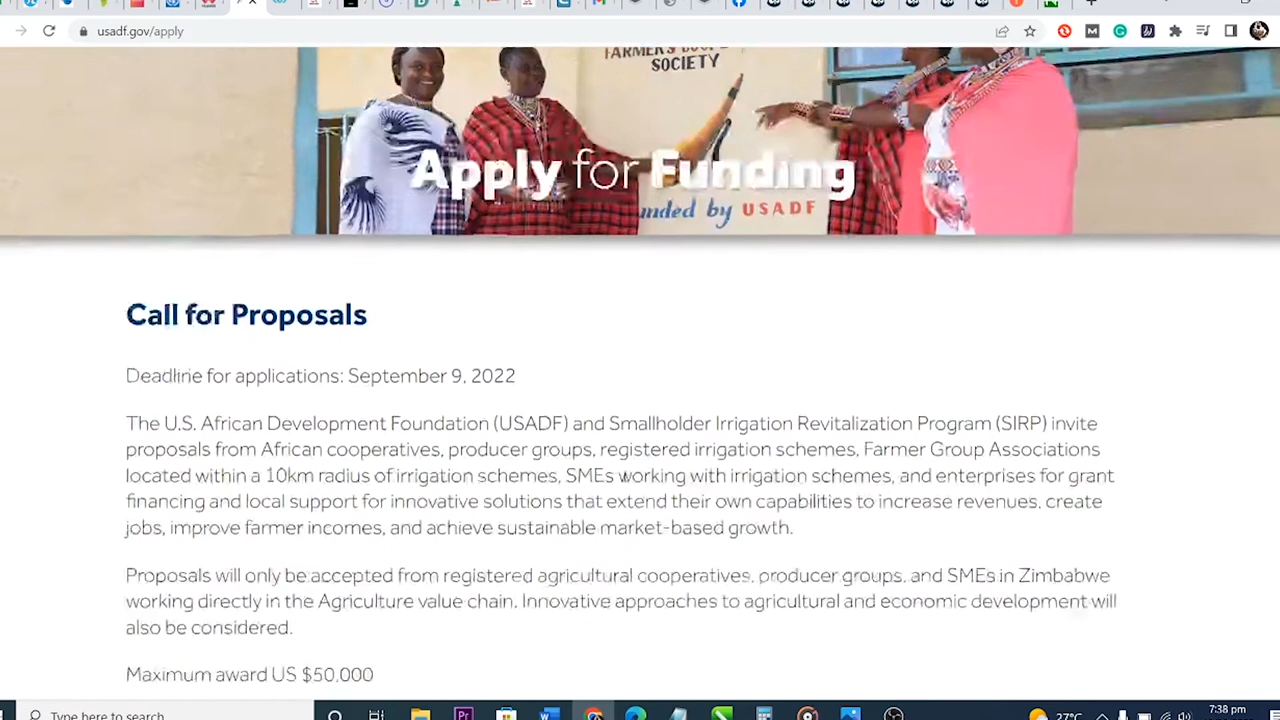 usadf.gov/apply
FARMER'S
SOCIETY
Apply for Funding
nded by USADF
Call for Proposals
Deadline for applications: September 9, 2022
The U.S. African Development Foundation (USADF) and Smallholder Irrigation Revitalization Program (SIRP) invite
proposals from African cooperatives, producer groups, registered irrigation schemes, Farmer Group Associations
located within a 10km radius of irrigation schemes, SMEs working with irrigation schemes, and enterprises for grant
financing and local support for innovative solutions that extend their own capabilities to increase revenues, create
jobs, improve farmer incomes, and achieve sustainable market-based growth.
Proposals will only be accepted from registered agricultural cooperatives, producer groups, and SMEs in Zimbabwe
working directly in the Agriculture value chain. Innovative approaches to agricultural and economic development will
also be considered.
Maximum award US $50,000
Type here to search
27°C
7:38 pm